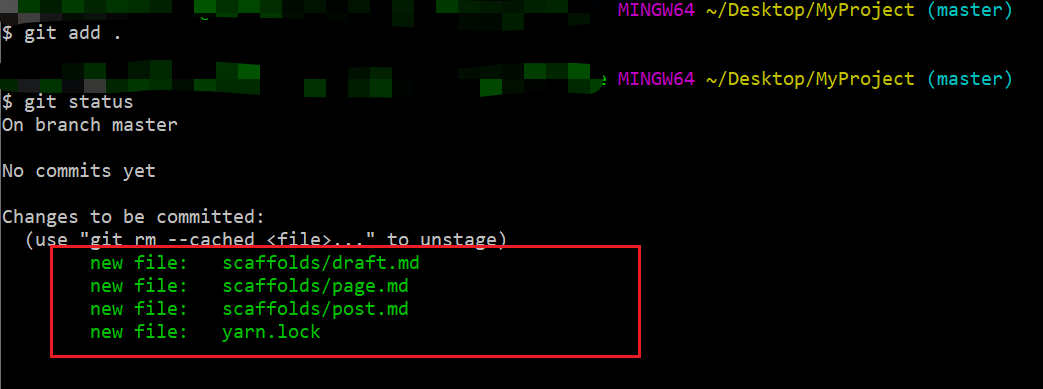 MINGW64 ~/Desktop/MyProject (master)
$ git add .
MINGW64 ~/Desktop/MyProject (master)
$ git status
On branch master
No commits yet
Changes to be committed:
(use "git rm --cached <file>..." to unstage)
new file: scaffolds/draft.md
new file: scaffolds/page.md
new file: scaffolds/post.md
new file: yarn.lock